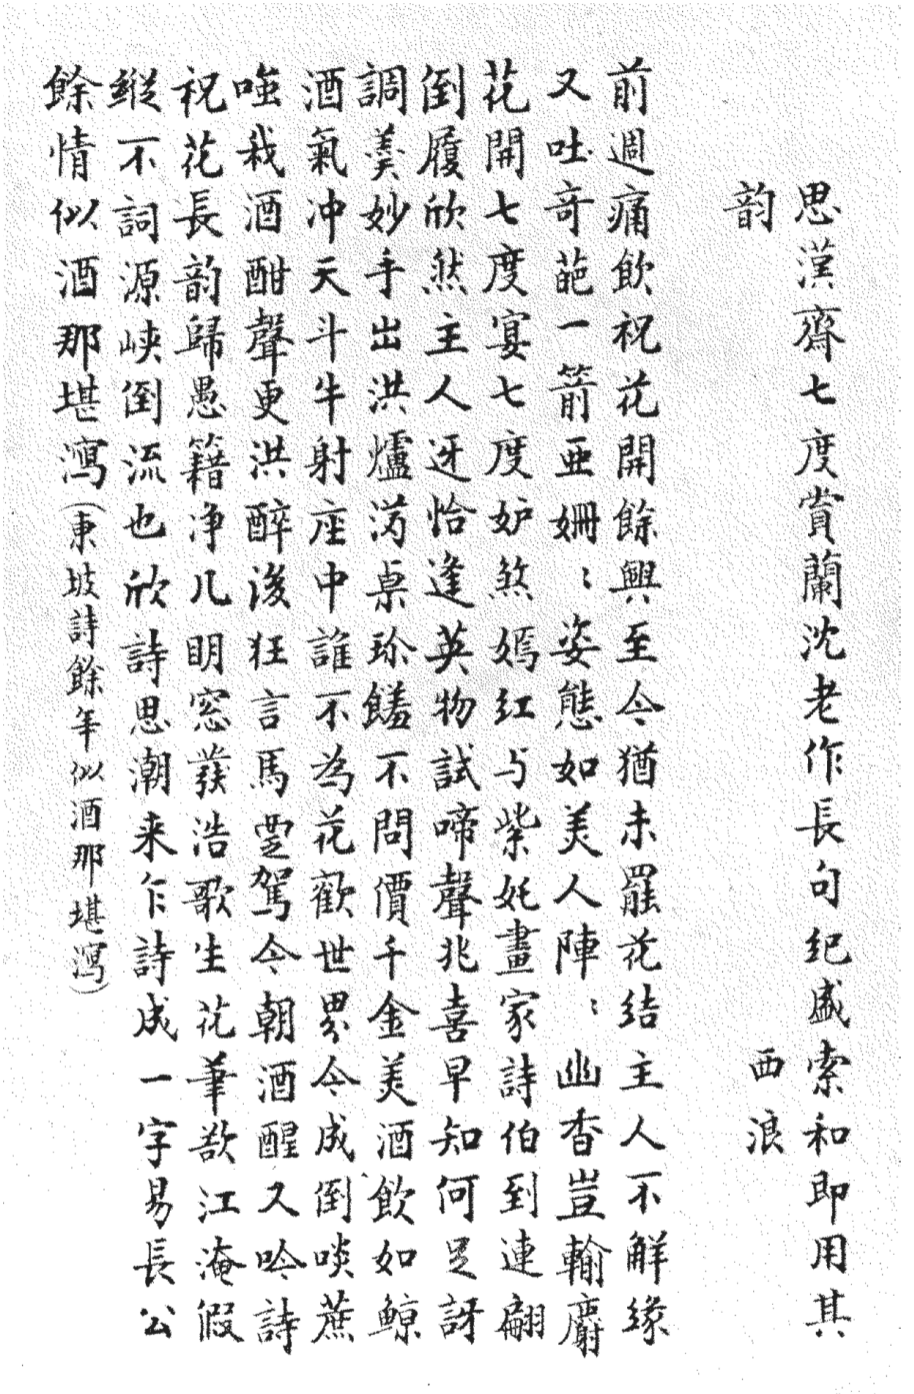 思漢齋七度賞蘭沈老作長句紀盛索和即用其
韵　西浪
前週痛飲祝花開餘興至今猶未罷花結主人不解緣
又吐奇葩一箭亜姍〻姿態如美人陣〻幽香豈輸麝
花開七度宴七度妒煞嫣紅与紫奼畫家詩伯到連翩
倒履欣然主人迓恰逢英物試啼聲兆喜早知何足訝
調羹妙手出洪爐滿桌珍饈不問價千金美酒飲如鯨
酒氣冲天斗牛射座中誰不為花歡世界今成倒啖蔗
嗤我酒酣聲更洪醉後狂言馬㪅駕今朝酒醒又吟詩
祝花長韵歸愚籍净几明窓發浩歌生花筆欲江淹假
縱不詞源峽倒流也欣詩思潮来乍詩成一字易長公
餘情似酒那堪瀉(東坡詩餘年似酒那堪瀉)